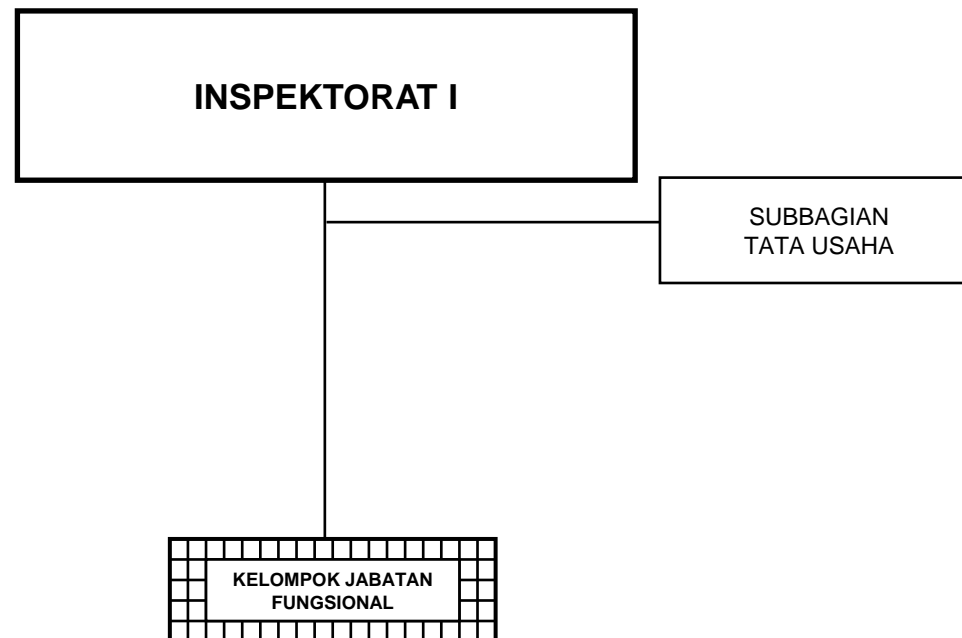 INSPEKTORAT I
SUBBAGIAN
TATA USAHA
KELOMPOK JABATAN
FUNGSIONAL